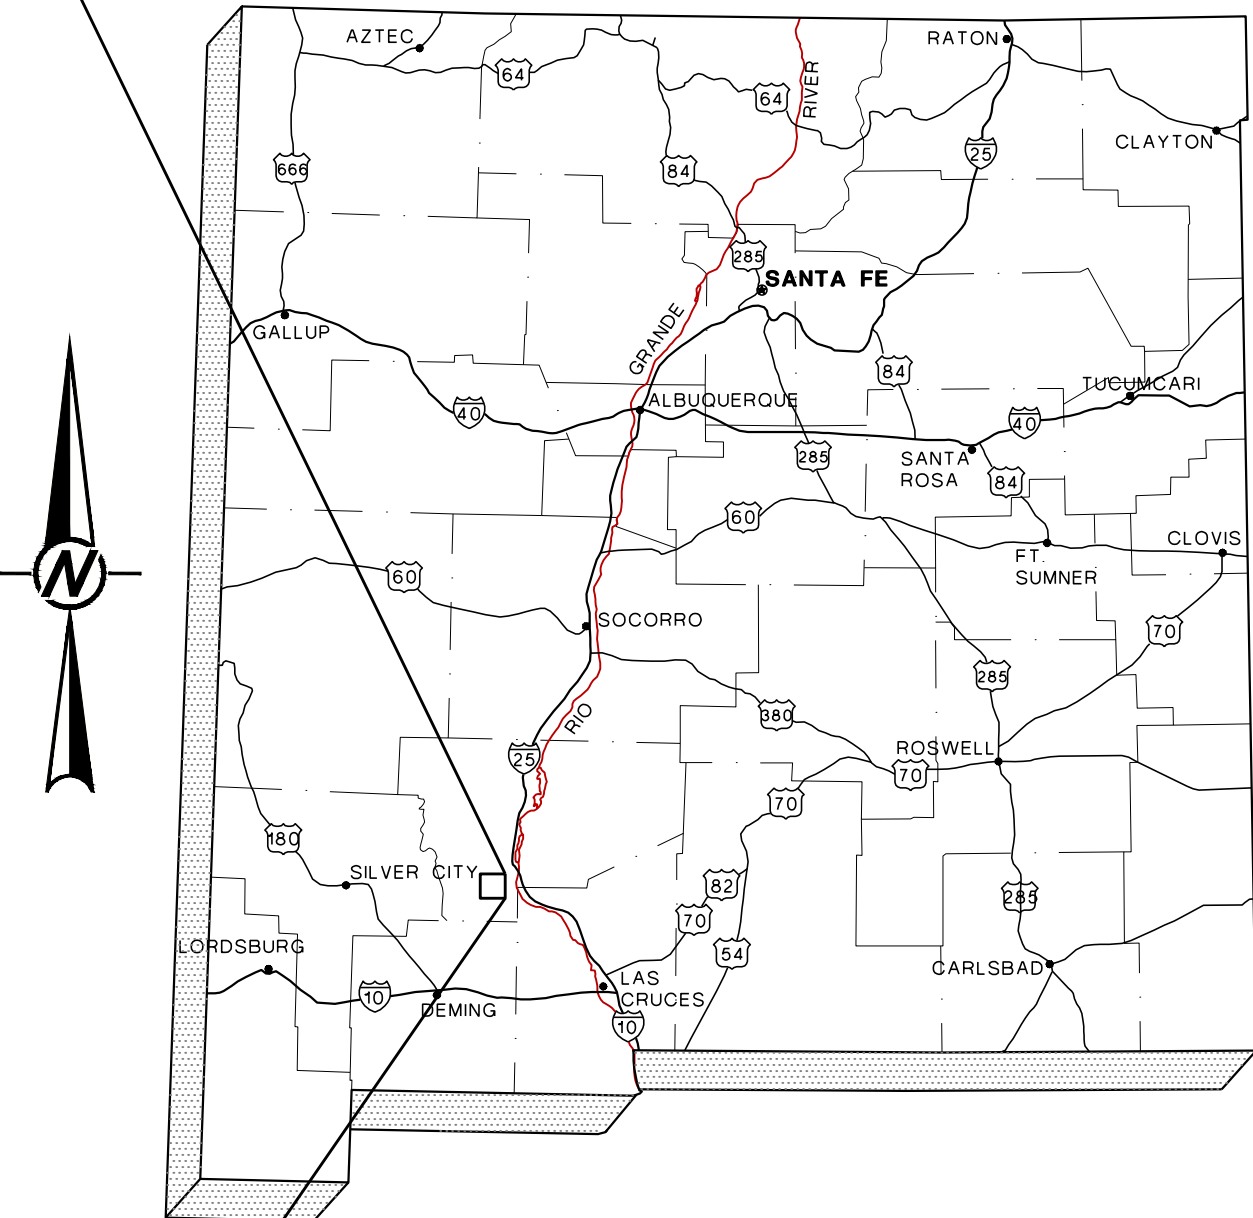 AZTEC
RATON
64
RIVER
64
CLAYTON
25
666
84
285
SANTA FE
GRANDE
GALLUP
84
TUCUMCARI
ALBUQUERQUE
40
40
285
SANTA
ROSA
84
60
CLOVIS
FT.
SUMNER
N
60
SOCORRO
70
285
RIO
380
ROSWELL
25
70
70
180
SILVER CITY
82
285
70
LORDSBURG
54
CARLSBAD
LAS
CRUCES
10
DEMING
10